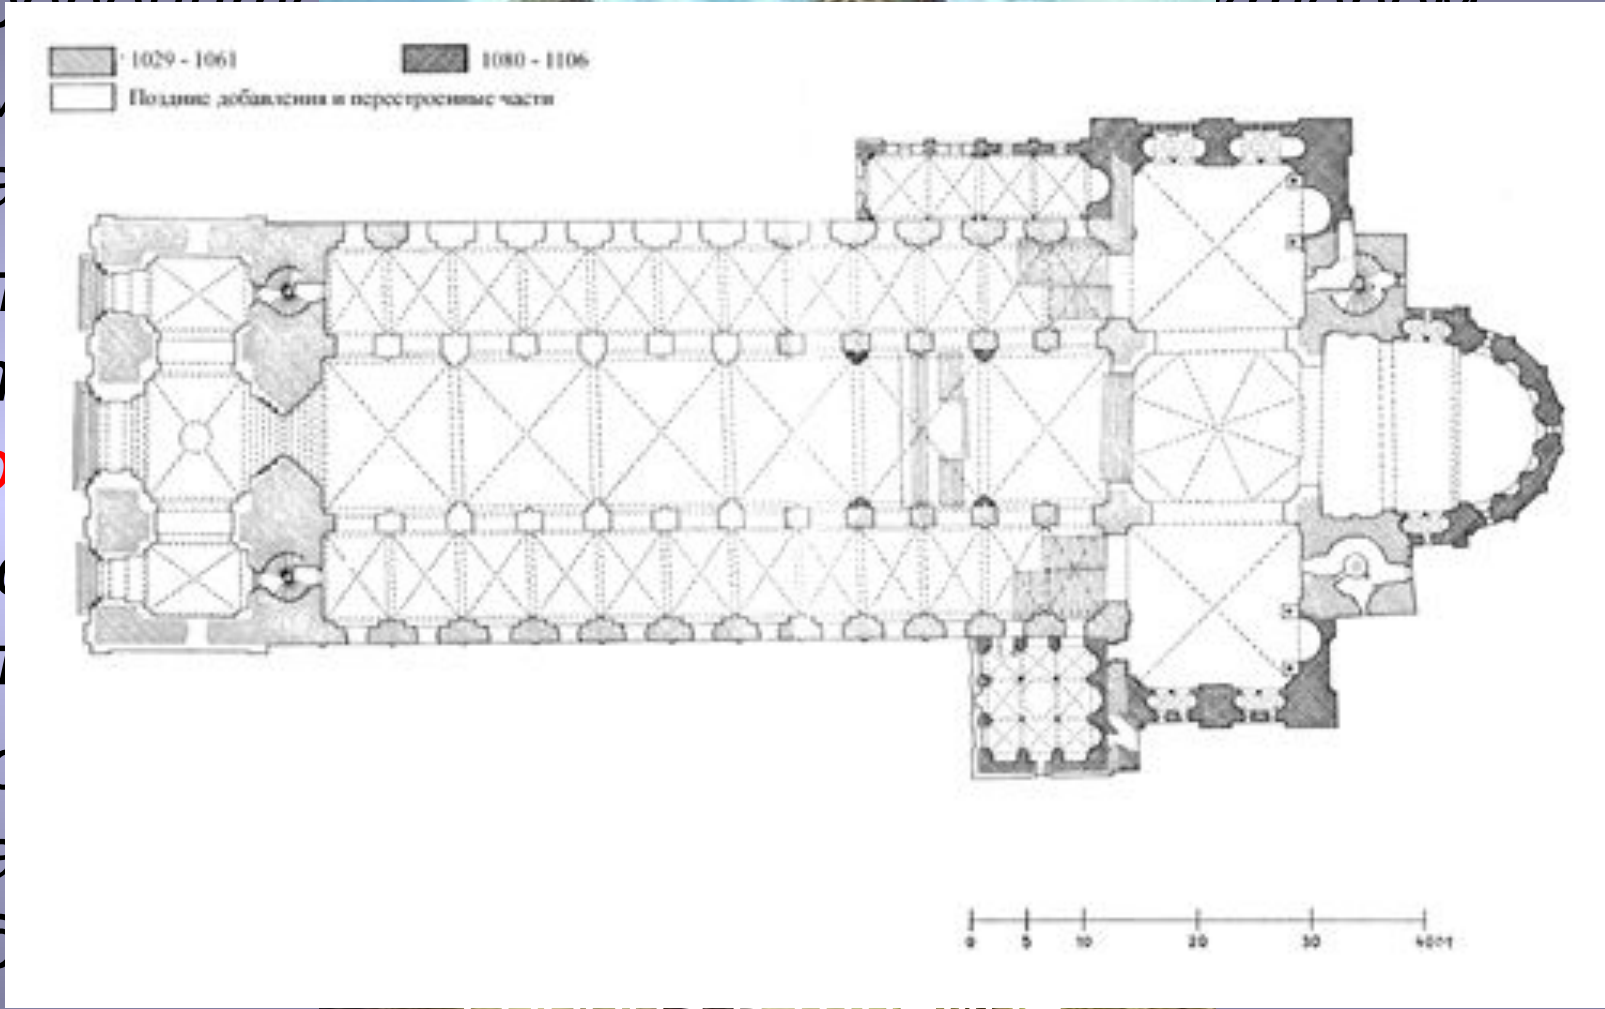 1029 - 1061 1080 - 1106
Поздние добавления и перестроенные части
0 5 10 20 30 40